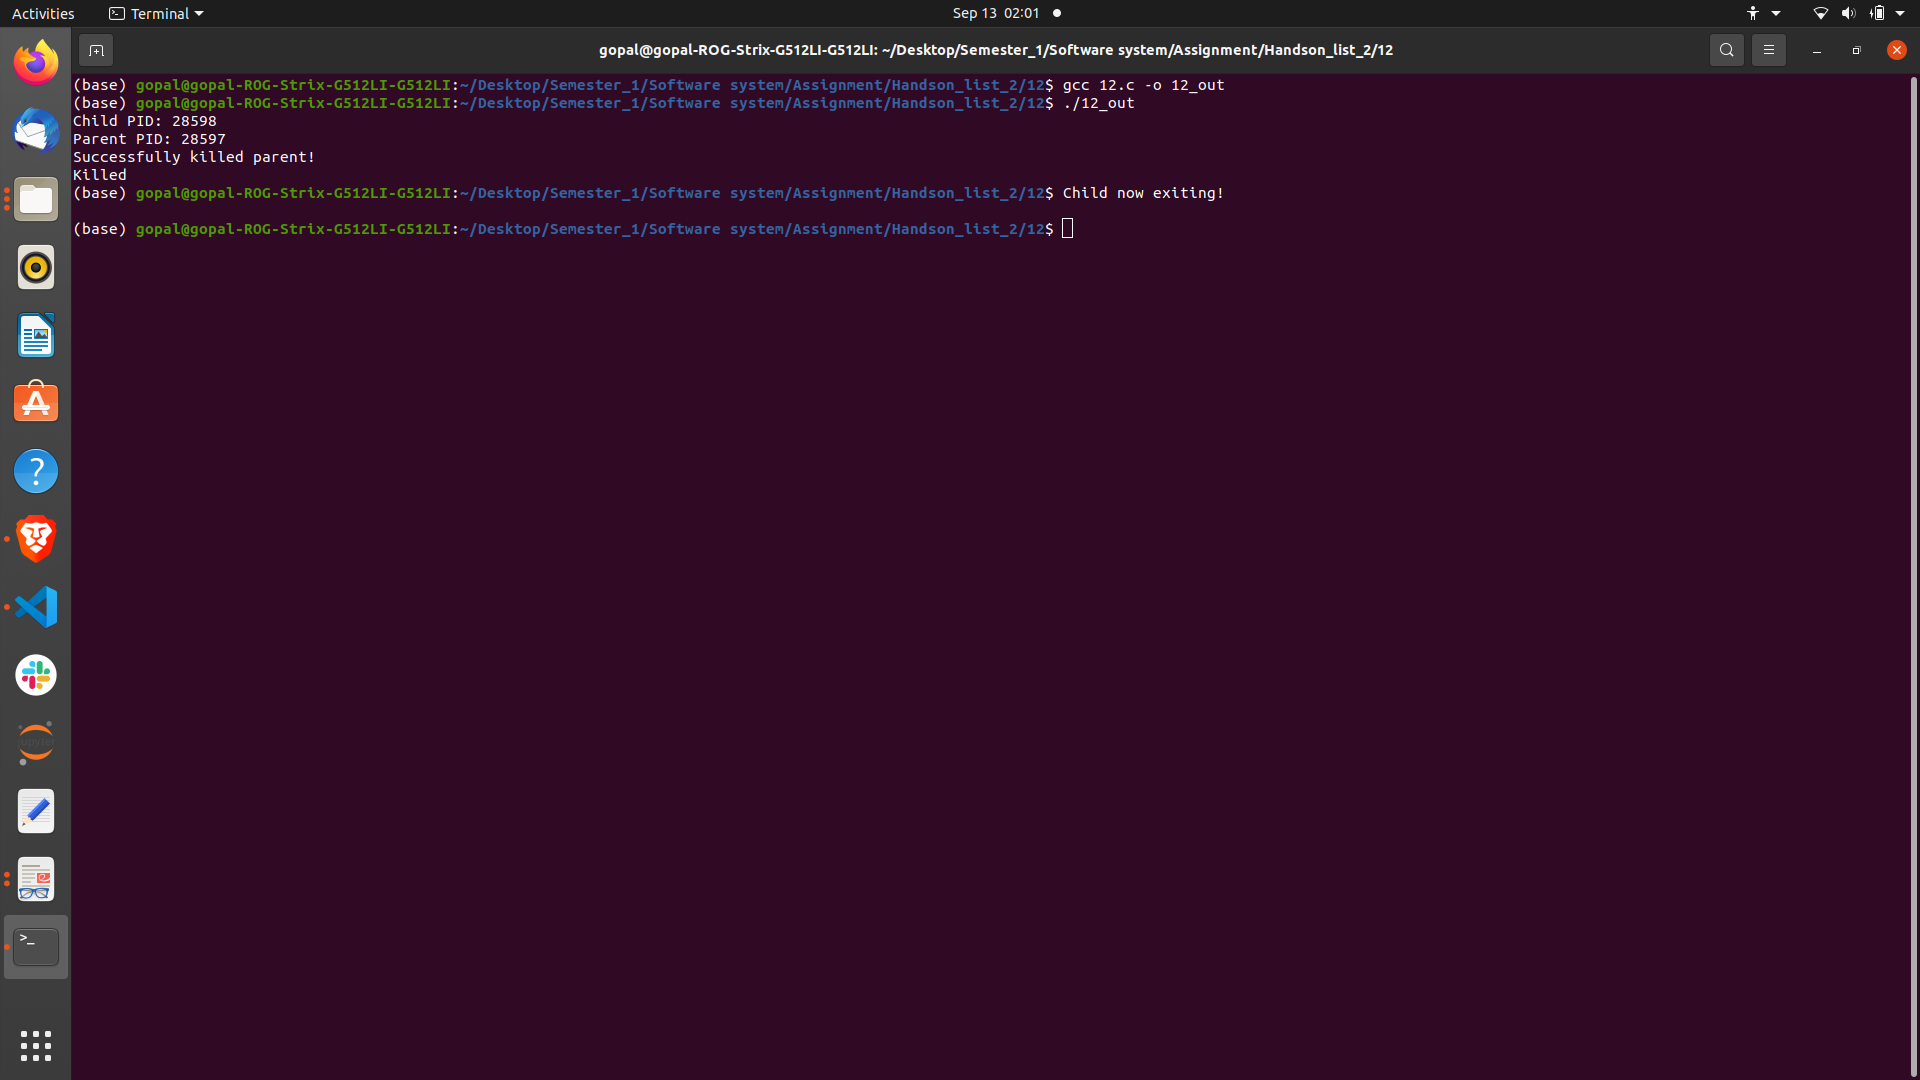 Activities Terminal Sep 13 02:01
gopal@gopal-ROG-Strix-G512LI-G512LI: ~/Desktop/Semester_1/Software system/Assignment/Handson_list_2/12
(base) gopal@gopal-ROG-Strix-G512LI-G512LI:~/Desktop/Semester_1/Software system/Assignment/Handson_list_2/12$ gcc 12.c -o 12_out
(base) gopal@gopal-ROG-Strix-G512LI-G512LI:~/Desktop/Semester_1/Software system/Assignment/Handson_list_2/12$ ./12_out
Child PID: 28598
Parent PID: 28597
Successfully killed parent!
Killed
(base) gopal@gopal-ROG-Strix-G512LI-G512LI:~/Desktop/Semester_1/Software system/Assignment/Handson_list_2/12$ Child now exiting!
(base) gopal@gopal-ROG-Strix-G512LI-G512LI:~/Desktop/Semester_1/Software system/Assignment/Handson_list_2/12$